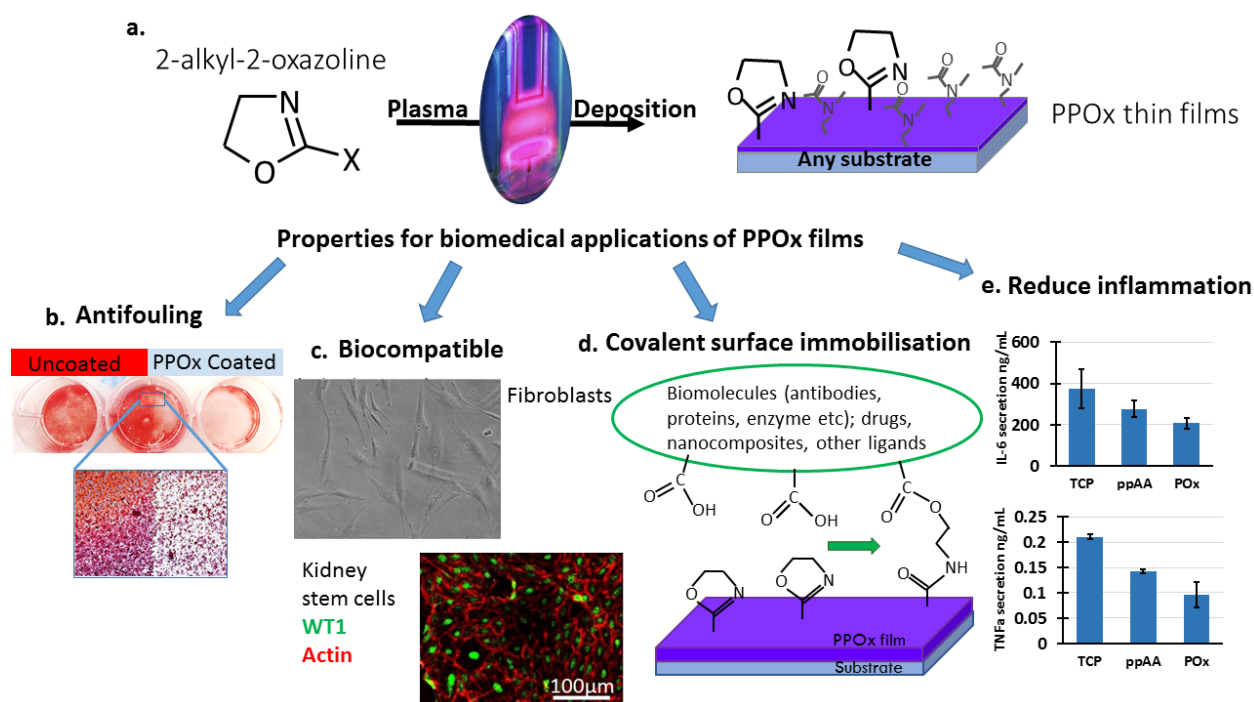 a.
2-alkyl-2-oxazoline
N
O
X
Plasma
Deposition
O
N
O
N
O
N
O
N
O
N
O
N
Any substrate
PPOx thin films
Properties for biomedical applications of PPOx films
b. Antifouling
Uncoated
PPOx Coated
c. Biocompatible
Fibroblasts
Kidney
stem cells
WT1
Actin
100µm
d. Covalent surface immobilisation
Biomolecules (antibodies,
proteins, enzyme etc); drugs,
nanocomposites, other ligands
O
C
OH
O
C
OH
C
O
O
NH
O
O
N
O
N
PPOx film
Substrate
e. Reduce inflammation
IL-6 secretion ng/mL
600
400
200
0
TCP
ppAA
POx
TNFa secretion ng/mL
0.25
0.2
0.15
0.1
0.05
0
TCP
ppAA
POx